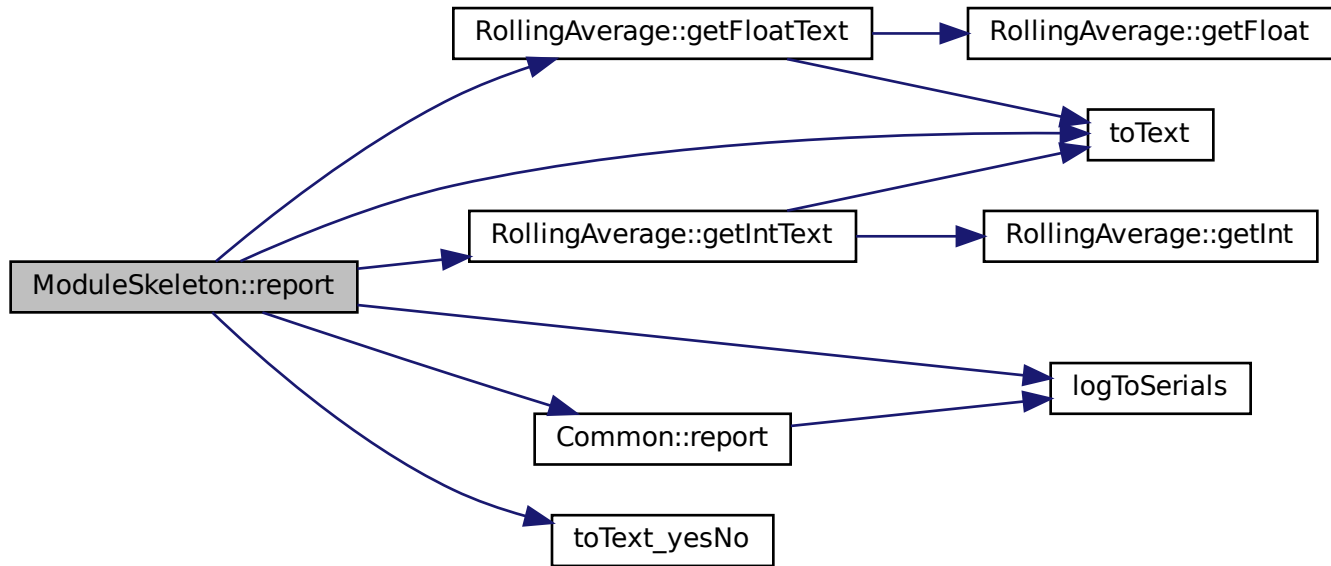 RollingAverage::getFloatText
RollingAverage::getFloat
toText
RollingAverage::getIntText
RollingAverage::getInt
ModuleSkeleton::report
logToSerials
Common::report
toText_yesNo